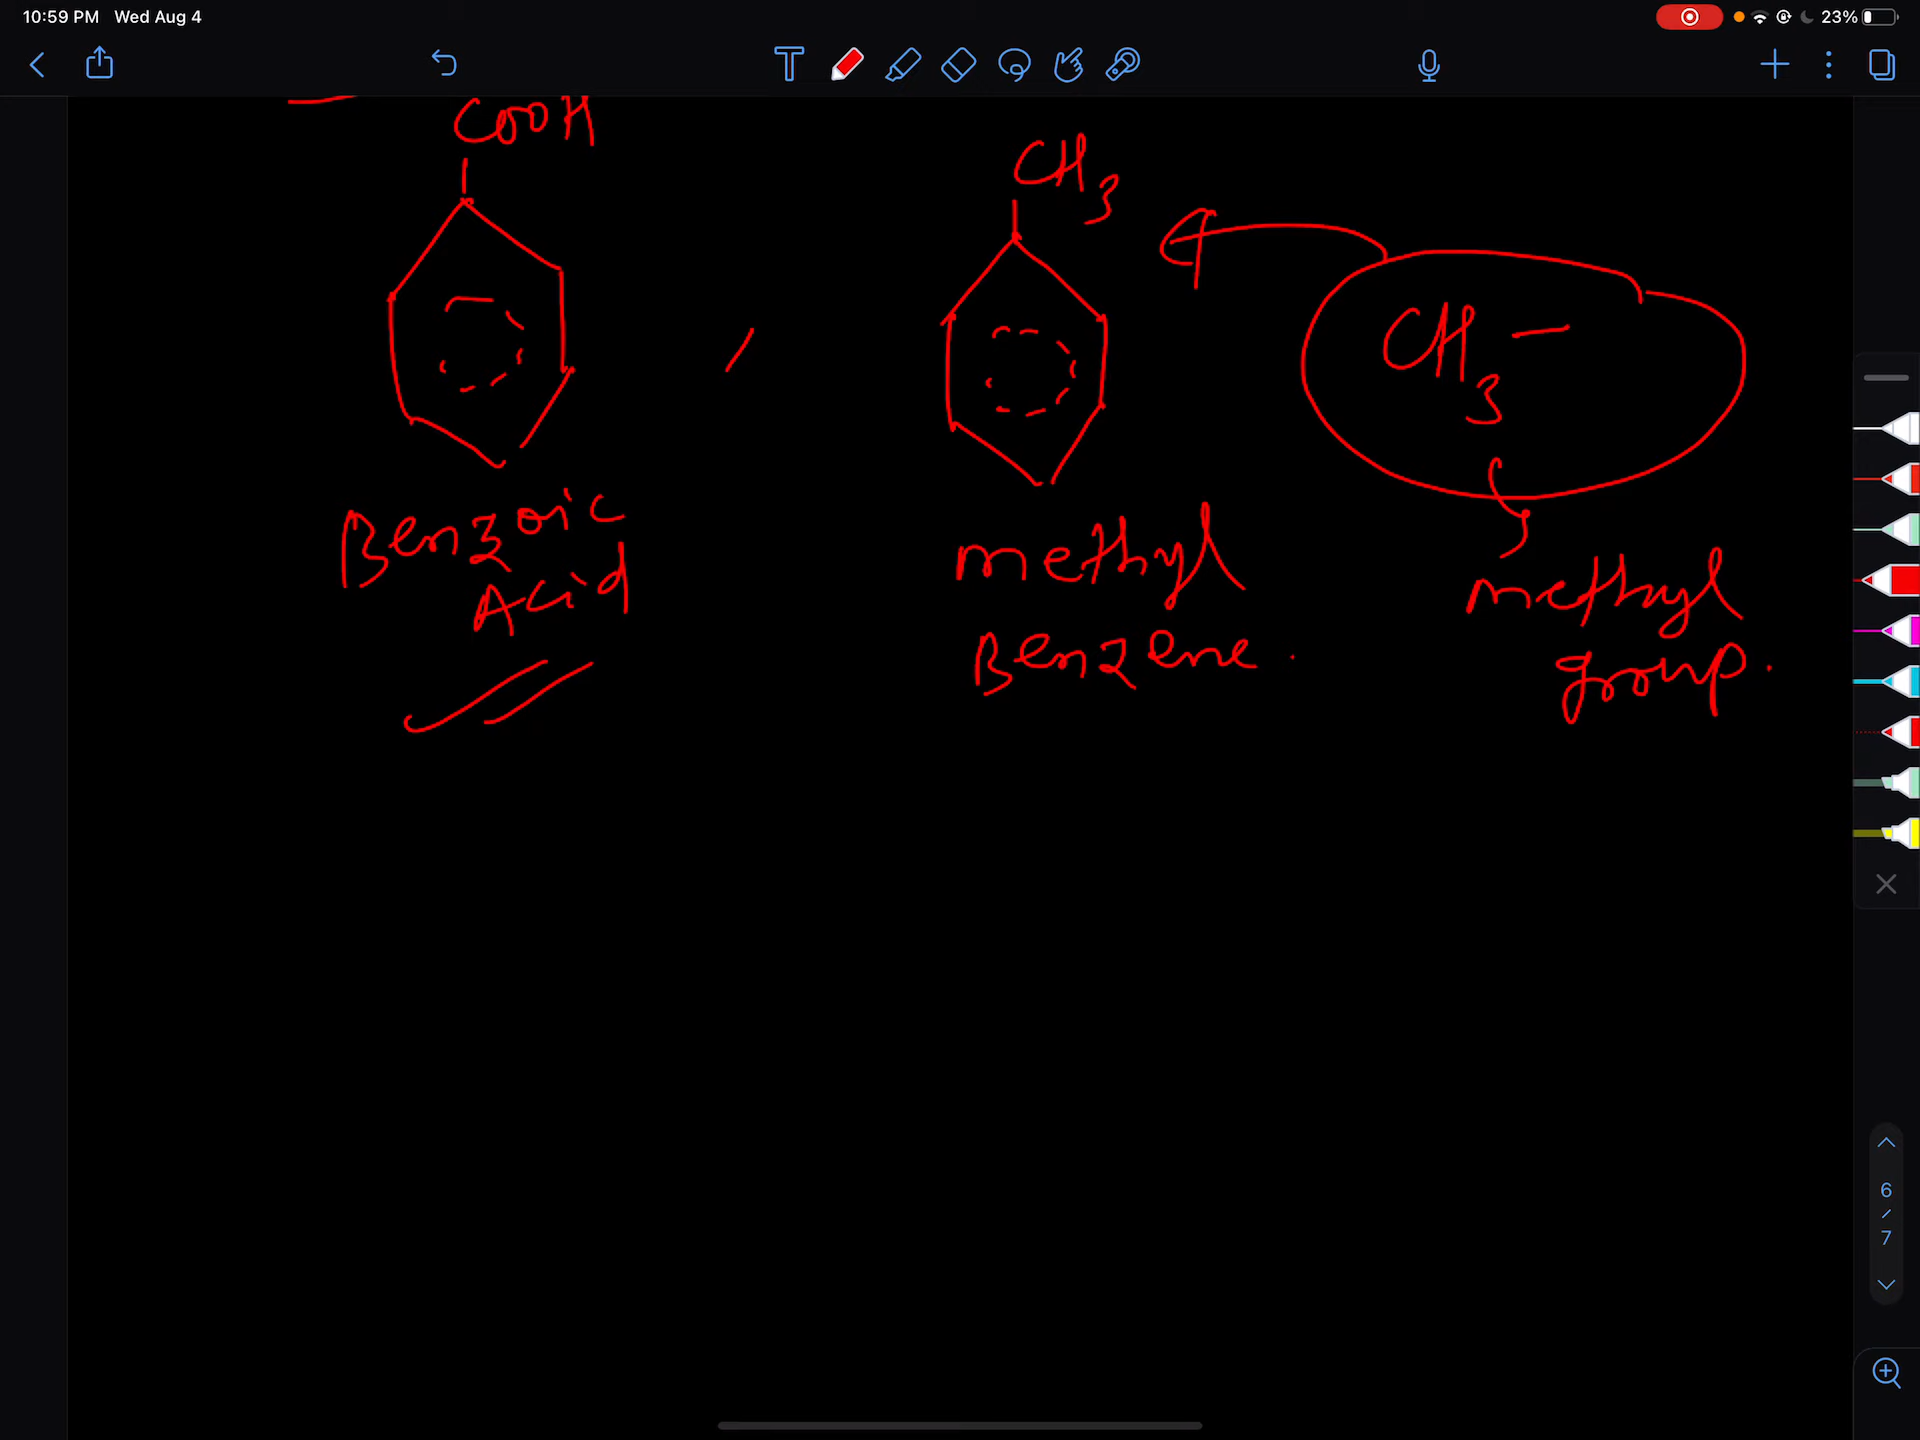 10:59 PM Wed Aug 4
23%
COOH
CH3
CH3 —
Benzoic
Acid
methyl
Benzene.
methyl
group.
6
/
7